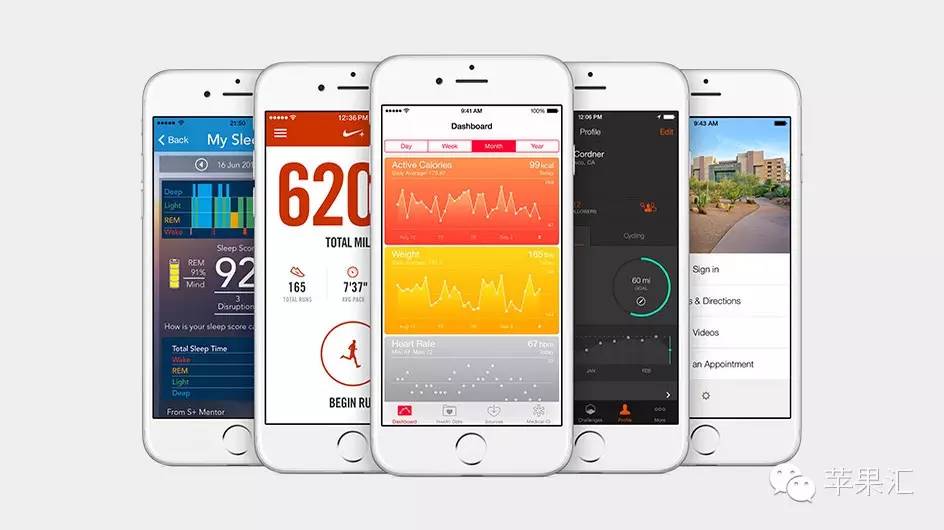 21:50
Back
My Slee
16 Jun 201
Deep
Light
REM
Wake
Sleep Score
REM
91%
Mind
92
3
Disruption
How is your sleep score ca
Total Sleep Time
Wake
REM
Light
Deep
From S+ Mentor
12:36 PM
620
TOTAL MIL
165
TOTAL RUNS
7'37"
AVG PACE
BEGIN RU
9:41 AM
100%
Dashboard
Day
Week
Month
Year
Active Calories
99 kcal
Today
Weight
165 lbs
Today
Heart Rate
67 bpm
Today
Dashboard
Health Data
Sources
Medical ID
12:06 PM
Profile
Edit
Cordner
co, CA
Cycling
60 mi
GOAL
JAN
FEB
Challenges
Profile
More
9:43 AM
Sign in
s & Directions
Videos
an Appointment
苹果汇